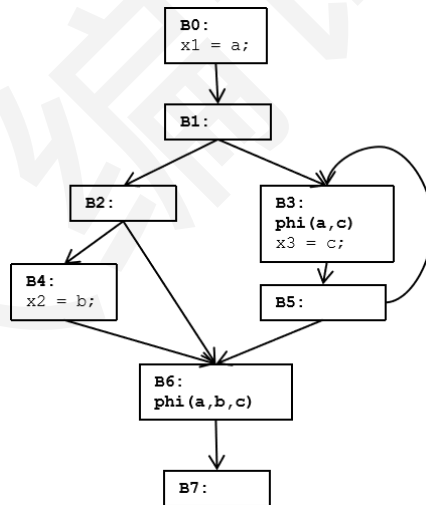 B0:
x1 = a;
B1:
B2:
B3:
phi(a,c)
x3 = c;
B4:
x2 = b;
B5:
B6:
phi(a,b,c)
B7: